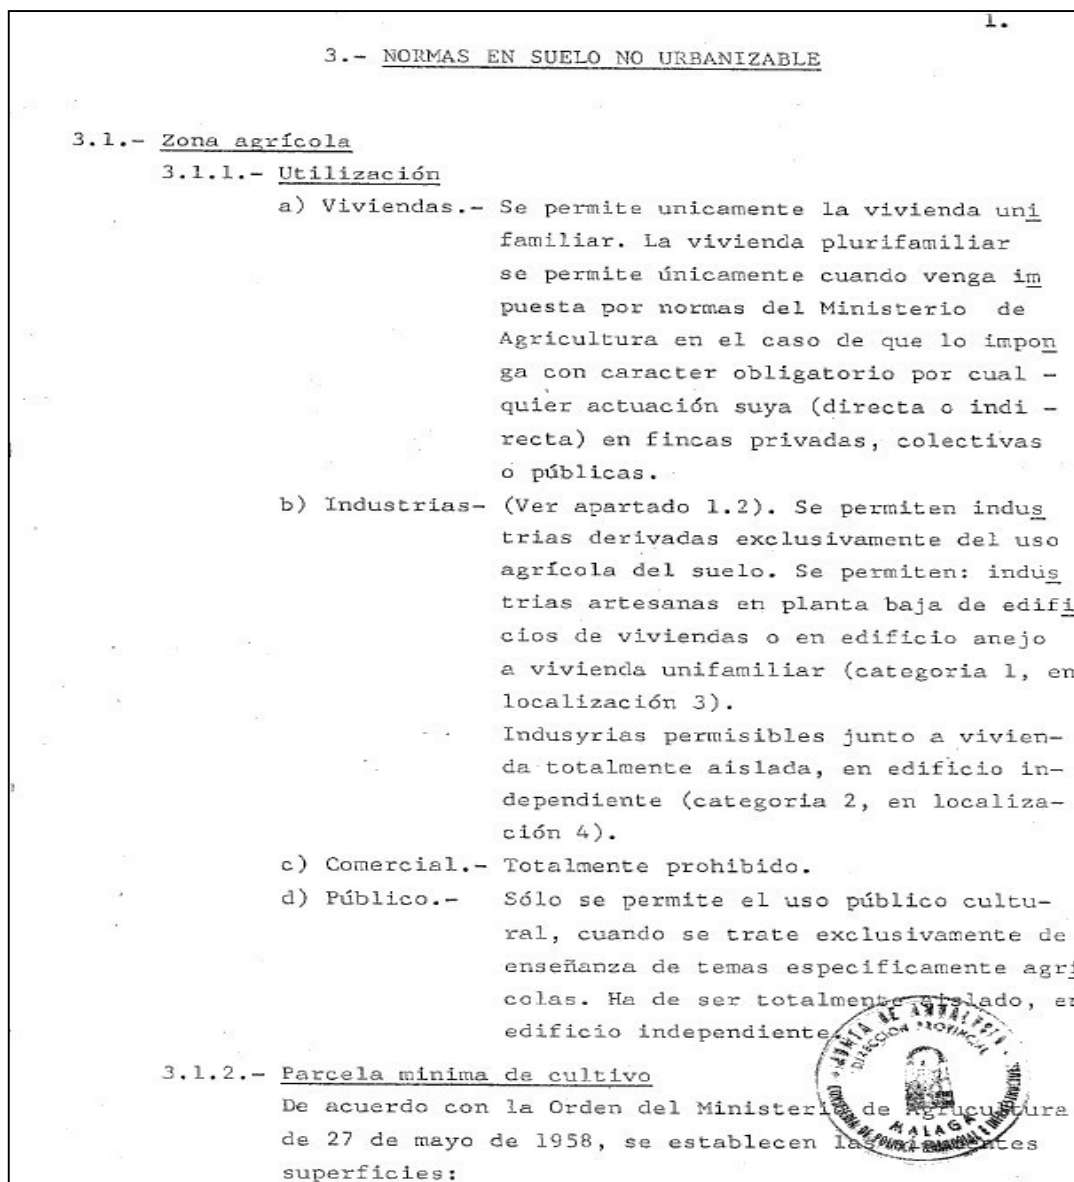 1.
3.- NORMAS EN SUELO NO URBANIZABLE
3.1.- Zona agrícola
3.1.1.- Utilización
a) Viviendas.- Se permite unicamente la vivienda uni
familiar. La vivienda plurifamiliar
se permite únicamente cuando venga im
puesta por normas del Ministerio de
Agricultura en el caso de que lo impon
ga con caracter obligatorio por cual -
quier actuación suya (directa o indi -
recta) en fincas privadas, colectivas
o públicas.
b) Industrias- (Ver apartado 1.2). Se permiten indus
trias derivadas exclusivamente del uso
agrícola del suelo. Se permiten: indus
trias artesanas en planta baja de edifi
cios de viviendas o en edificio anejo
a vivienda unifamiliar (categoria 1, en
localización 3).
Indusyrias permisibles junto a vivien-
da totalmente aislada, en edificio in-
dependiente (categoria 2, en localiza-
ción 4).
c) Comercial.- Totalmente prohibido.
d) Público.- Sólo se permite el uso público cultu-
ral, cuando se trate exclusivamente de
enseñanza de temas especificamente agrí
colas. Ha de ser totalmente aislado, en
edificio independiente.
JUNTA DE ANDALUCIA
DIRECCION PROVINCIAL
MALAGA
3.1.2.- Parcela minima de cultivo
De acuerdo con la Orden del Ministerio de Agrucultura
de 27 de mayo de 1958, se establecen las
superficies: